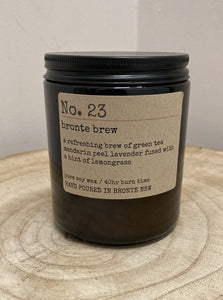 No. 23
bronte brew
a refreshing brew of green tea
mandarin peel lavender fused with
a hint of lemongrass
pure soy wax / 40hr burn time
HAND POURED IN BRONTE NSW